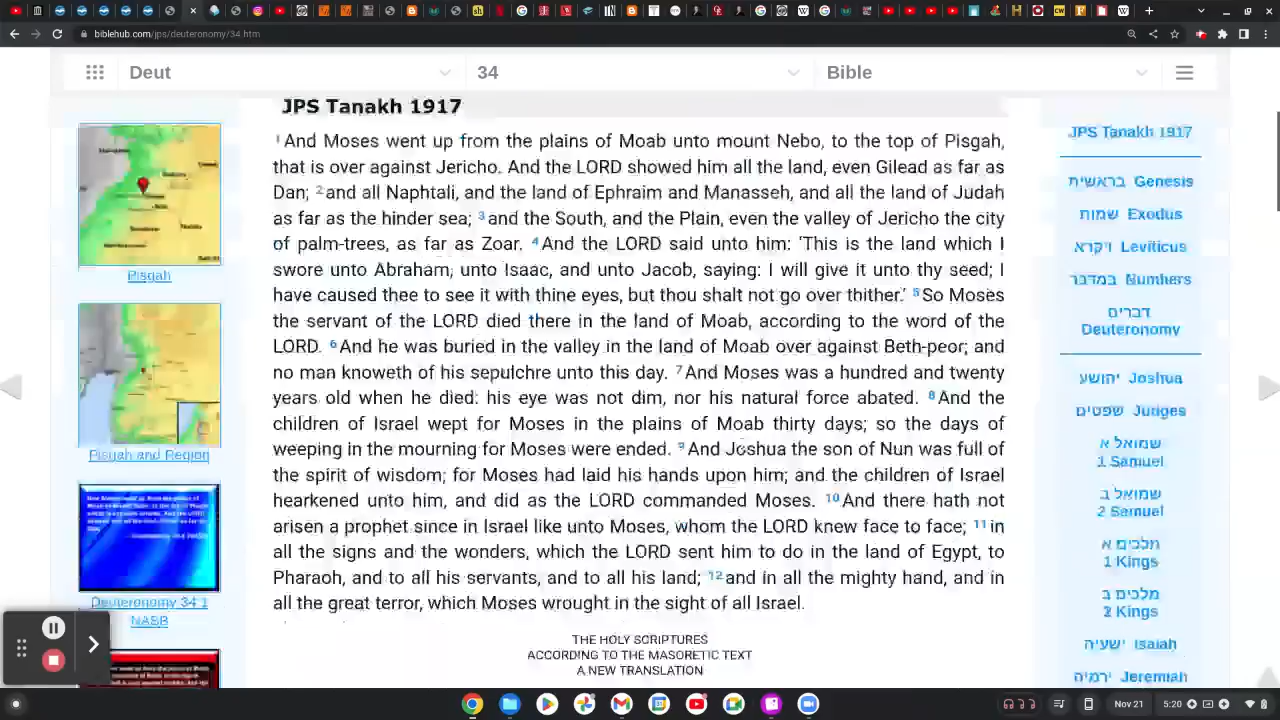 biblehub.com/jps/deuteronomy/34.htm
Deut
34
Bible
JPS Tanakh 1917
1 And Moses went up from the plains of Moab unto mount Nebo, to the top of Pisgah,
that is over against Jericho. And the LORD showed him all the land, even Gilead as far as
Dan; 2 and all Naphtali, and the land of Ephraim and Manasseh, and all the land of Judah
as far as the hinder sea; 3 and the South, and the Plain, even the valley of Jericho the city
of palm-trees, as far as Zoar. 4 And the LORD said unto him: ‘This is the land which I
swore unto Abraham, unto Isaac, and unto Jacob, saying: I will give it unto thy seed; I
have caused thee to see it with thine eyes, but thou shalt not go over thither.’ 5 So Moses
the servant of the LORD died there in the land of Moab, according to the word of the
LORD. 6 And he was buried in the valley in the land of Moab over against Beth-peor; and
no man knoweth of his sepulchre unto this day. 7 And Moses was a hundred and twenty
years old when he died: his eye was not dim, nor his natural force abated. 8 And the
children of Israel wept for Moses in the plains of Moab thirty days; so the days of
weeping in the mourning for Moses were ended. 9 And Joshua the son of Nun was full of
the spirit of wisdom; for Moses had laid his hands upon him; and the children of Israel
hearkened unto him, and did as the LORD commanded Moses. 10 And there hath not
arisen a prophet since in Israel like unto Moses, whom the LORD knew face to face; 11 in
all the signs and the wonders, which the LORD sent him to do in the land of Egypt, to
Pharaoh, and to all his servants, and to all his land; 12 and in all the mighty hand, and in
all the great terror, which Moses wrought in the sight of all Israel
THE HOLY SCRIPTURES
ACCORDING TO THE MASORETIC TEXT
Pisgah
Pisgah and Region
Deuteronomy 34 1
NASB
JPS Tanakh 1917
בראשית Genesis
שמות Exodus
ויקרא Leviticus
במדבר Numbers
דברים
Deuteronomy
יהושע Joshua
שפטים Judges
שמואל א
1 Samuel
שמואל ב
2 Samuel
מלכים א
1 Kings
מלכים ב
2 Kings
ישעיה Isaiah
ירמיה Jeremiah
Nov 21
5:20